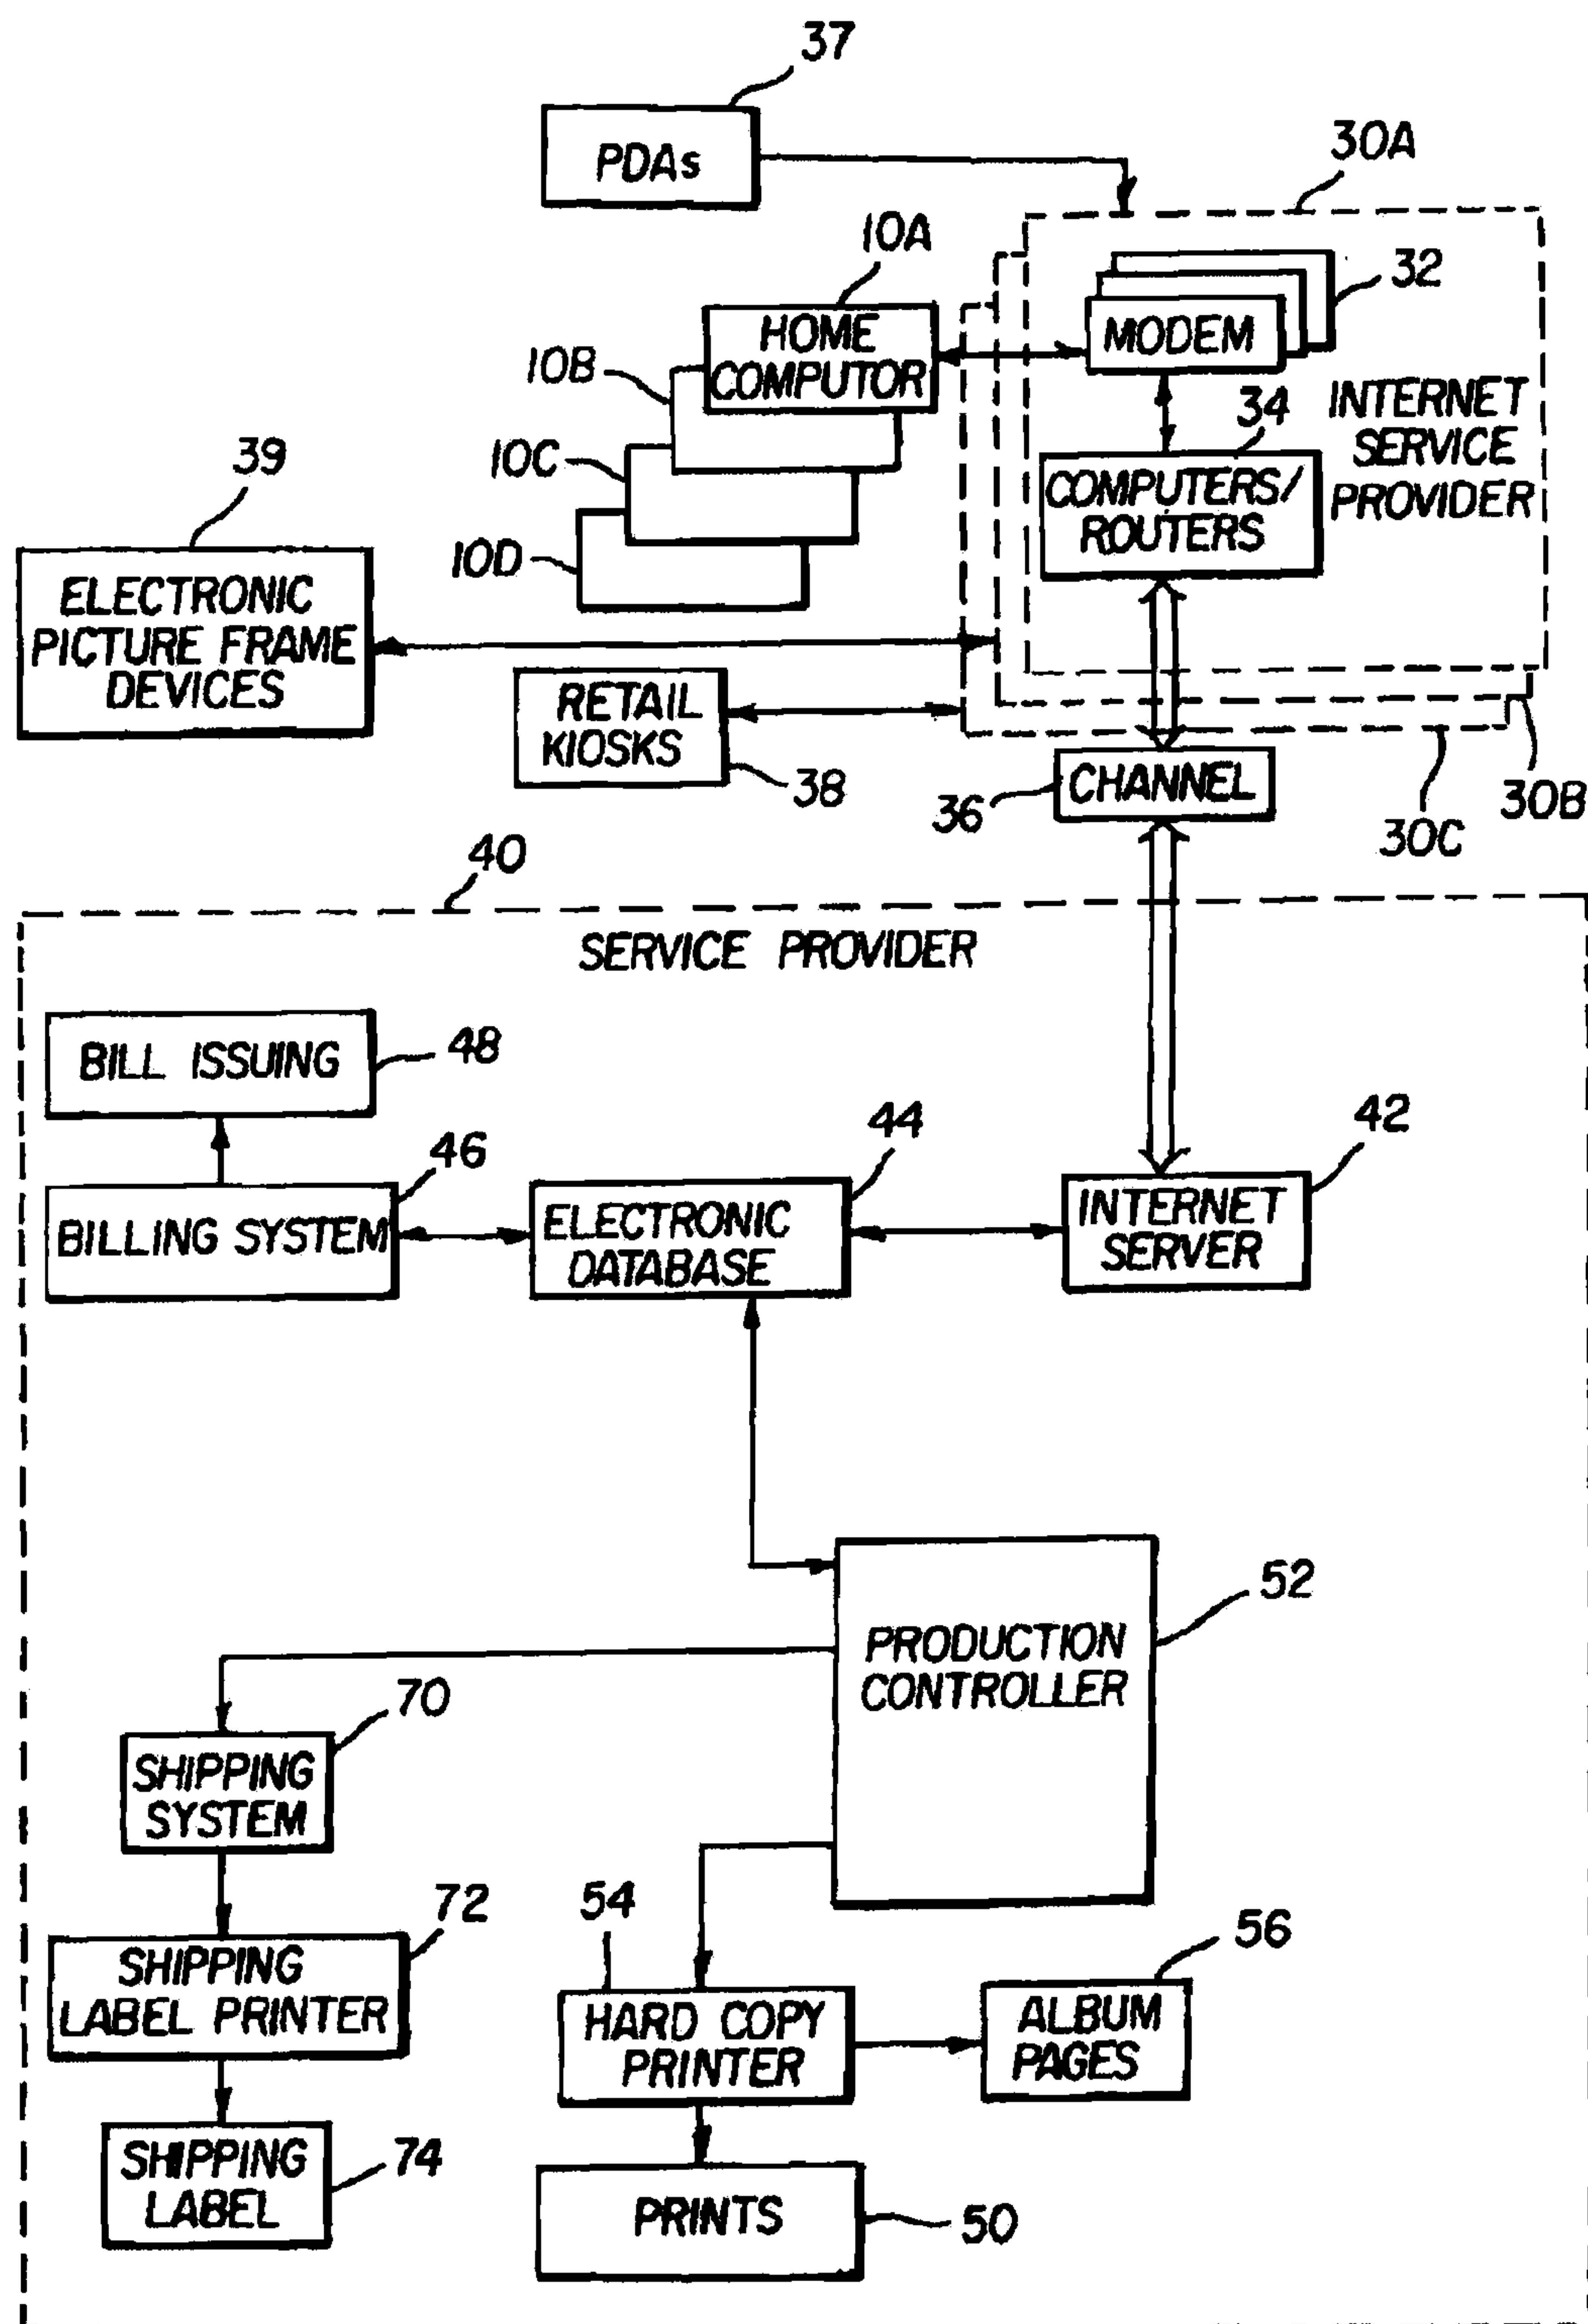 37
PDAs
30A
10A
32
HOME
COMPUTOR
MODEM
10B
34
INTERNET
SERVICE
PROVIDER
39
10C
COMPUTERS/
ROUTERS
10D
ELECTRONIC
PICTURE FRAME
DEVICES
RETAIL
KIOSKS
38
36
CHANNEL
30B
30C
40
SERVICE PROVIDER
BILL ISSUING
48
46
44
42
BILLING SYSTEM
ELECTRONIC
DATABASE
INTERNET
SERVER
52
PRODUCTION
CONTROLLER
70
SHIPPING
SYSTEM
72
54
56
SHIPPING
LABEL PRINTER
HARD COPY
PRINTER
ALBUM
PAGES
SHIPPING
LABEL
74
PRINTS
50